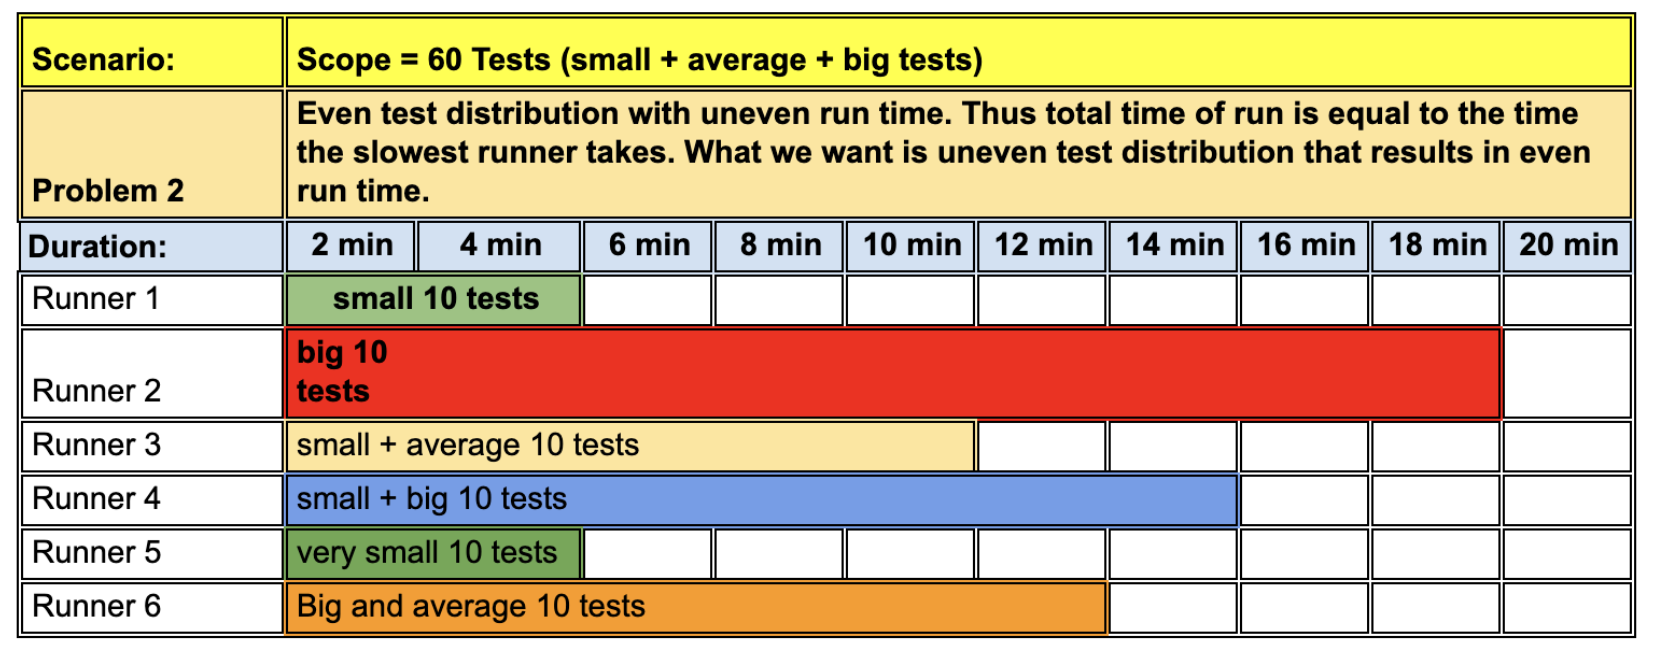 Scenario:
Scope = 60 Tests (small + average + big tests)
Problem 2
Even test distribution with uneven run time. Thus total time of run is equal to the time
the slowest runner takes. What we want is uneven test distribution that results in even
run time.
Duration:
2 min
4 min
6 min
8 min
10 min
12 min
14 min
16 min
18 min
20 min
Runner 1
small 10 tests
Runner 2
big 10
tests
Runner 3
small + average 10 tests
Runner 4
small + big 10 tests
Runner 5
very small 10 tests
Runner 6
Big and average 10 tests